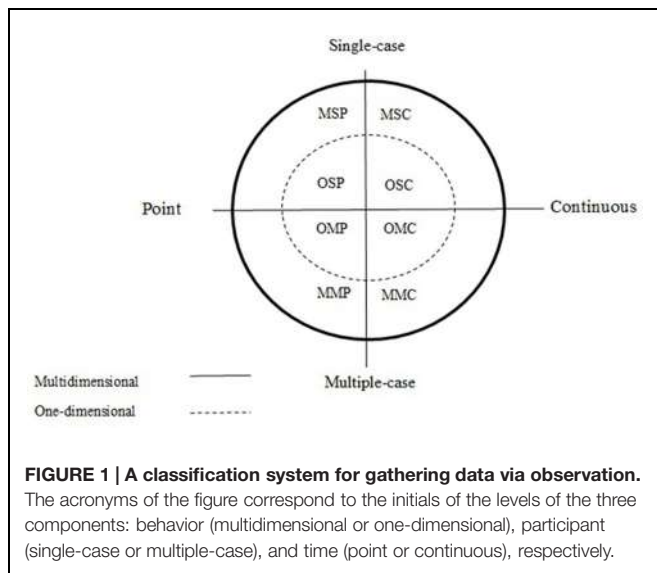 Single-case
MSP MSC
OSP OSC
Point Continuous
OMP OMC
MMP MMC
Multidimensional
Multiple-case
One-dimensional
FIGURE 1 | A classification system for gathering data via observation.
The acronyms of the figure correspond to the initials of the levels of the three
components: behavior (multidimensional or one-dimensional), participant
(single-case or multiple-case), and time (point or continuous), respectively.